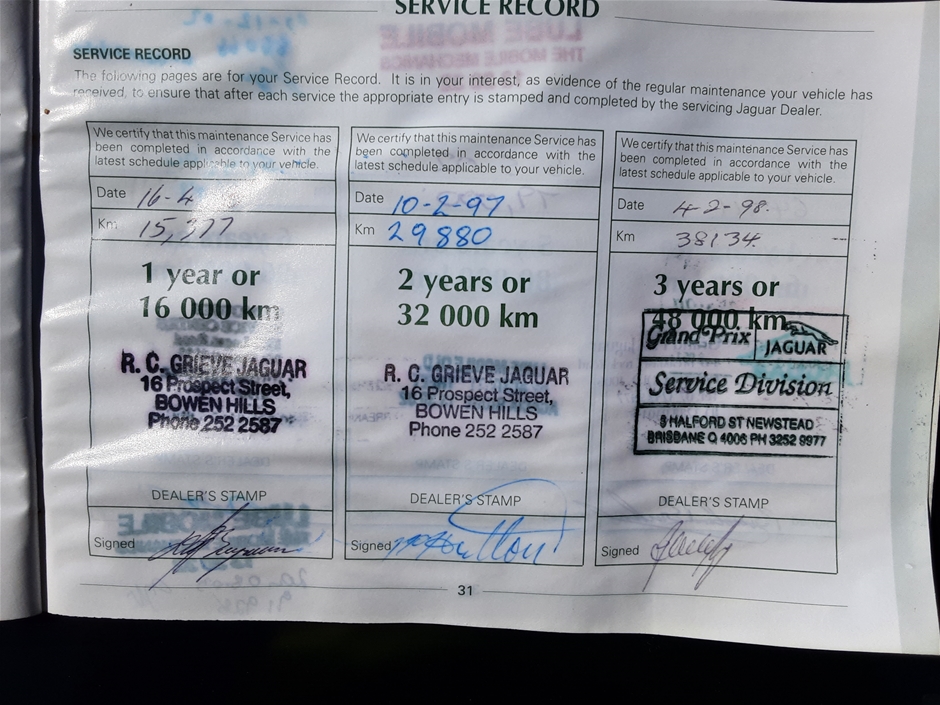 SERVICE RECORD
SERVICE RECORD
The following pages are for your Service Record. It is in your interest, as evidence of the regular maintenance your vehicle has
received, to ensure that after each service the appropriate entry is stamped and completed by the servicing Jaguar Dealer.
We certify that this maintenance Service has
been completed in accordance with the
latest schedule applicable to your vehicle.
Date 16-4
Km 15,377
1 year or
16 000 km
R. C. GRIEVE JAGUAR
16 Prospect Street,
BOWEN HILLS
Phone 252 2587
DEALER'S STAMP
Signed
We certify that this maintenance Service has
been completed in accordance with the
latest schedule applicable to your vehicle.
Date 10-2-97
Km 29880
2 years or
32 000 km
R. C. GRIEVE JAGUAR
16 Prospect Street,
BOWEN HILLS
Phone 252 2587
DEALER'S STAMP
Signed
We certify that this maintenance Service has
been completed in accordance with the
latest schedule applicable to your vehicle.
Date 4-2-98.
Km 38134
3 years or
48 000 km
Grand Prix
JAGUAR
Service Division
8 HALFORD ST NEWSTEAD
BRISBANE Q 4006 PH 3252 9977
DEALER'S STAMP
Signed
31